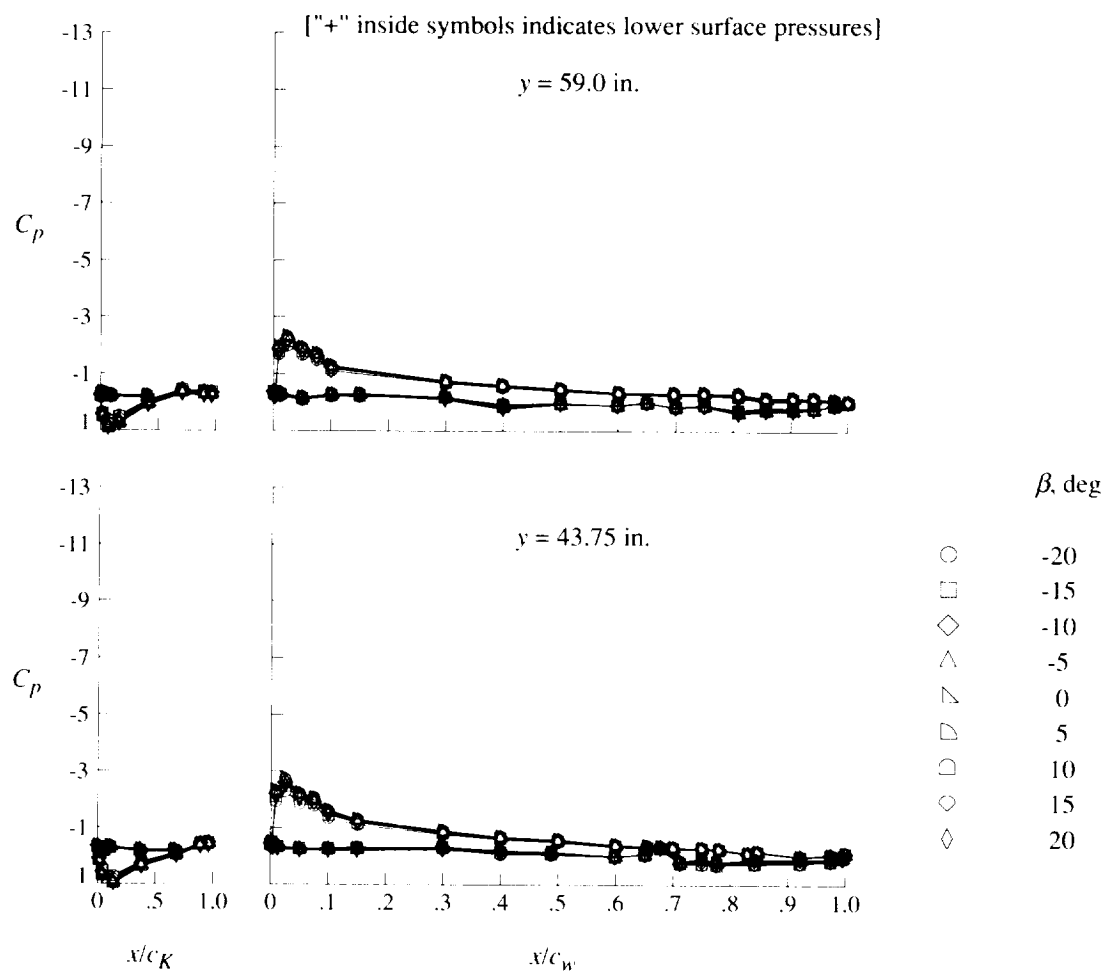 ["+" inside symbols indicates lower surface pressures]
y = 59.0 in.
-13
-11
-9
-7
-5
-3
-1
1
C_p
y = 43.75 in.
-13
-11
-9
-7
-5
-3
-1
1
C_p
0 .5 1.0
x/c_K
0 .1 .2 .3 .4 .5 .6 .7 .8 .9 1.0
x/c_w
β, deg
-20
-15
-10
-5
0
5
10
15
20